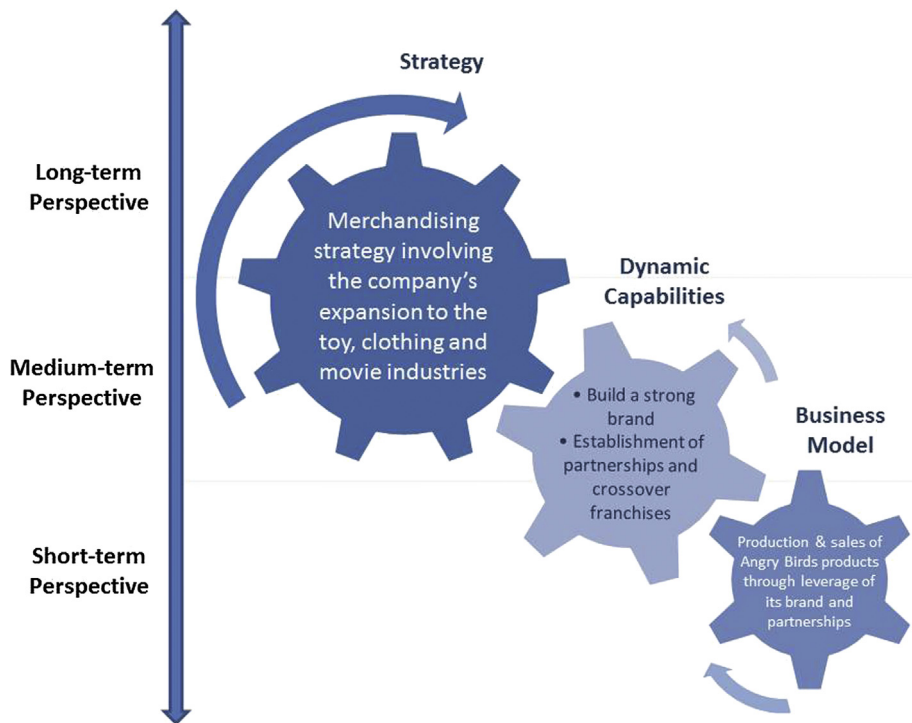 Strategy
Long-term
Perspective
Merchandising
strategy involving
the company's
expansion to the
toy, clothing and
movie industries
Dynamic
Capabilities
Medium-term
Perspective
• Build a strong
brand
• Establishment of
partnerships and
crossover
franchises
Business
Model
Short-term
Perspective
Production & sales of
Angry Birds products
through leverage of
its brand and
partnerships